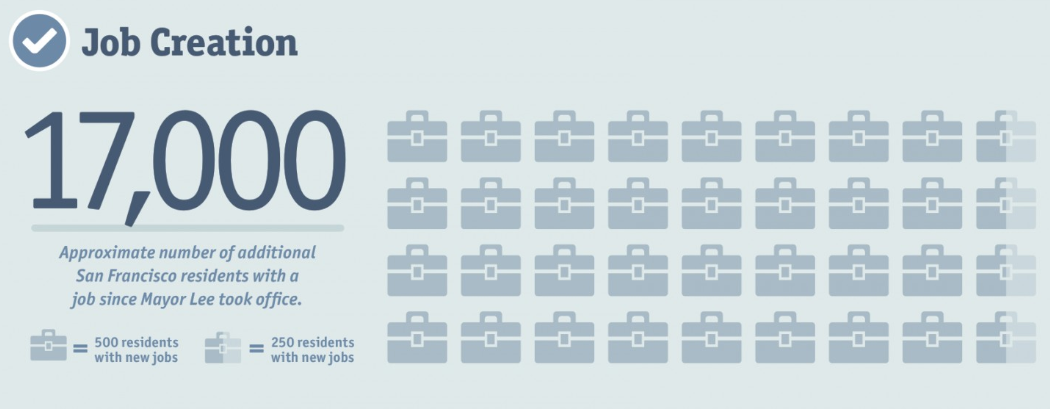 Job Creation
17,000
Approximate number of additional
San Francisco residents with a
job since Mayor Lee took office.
= 500 residents
with new jobs
= 250 residents
with new jobs